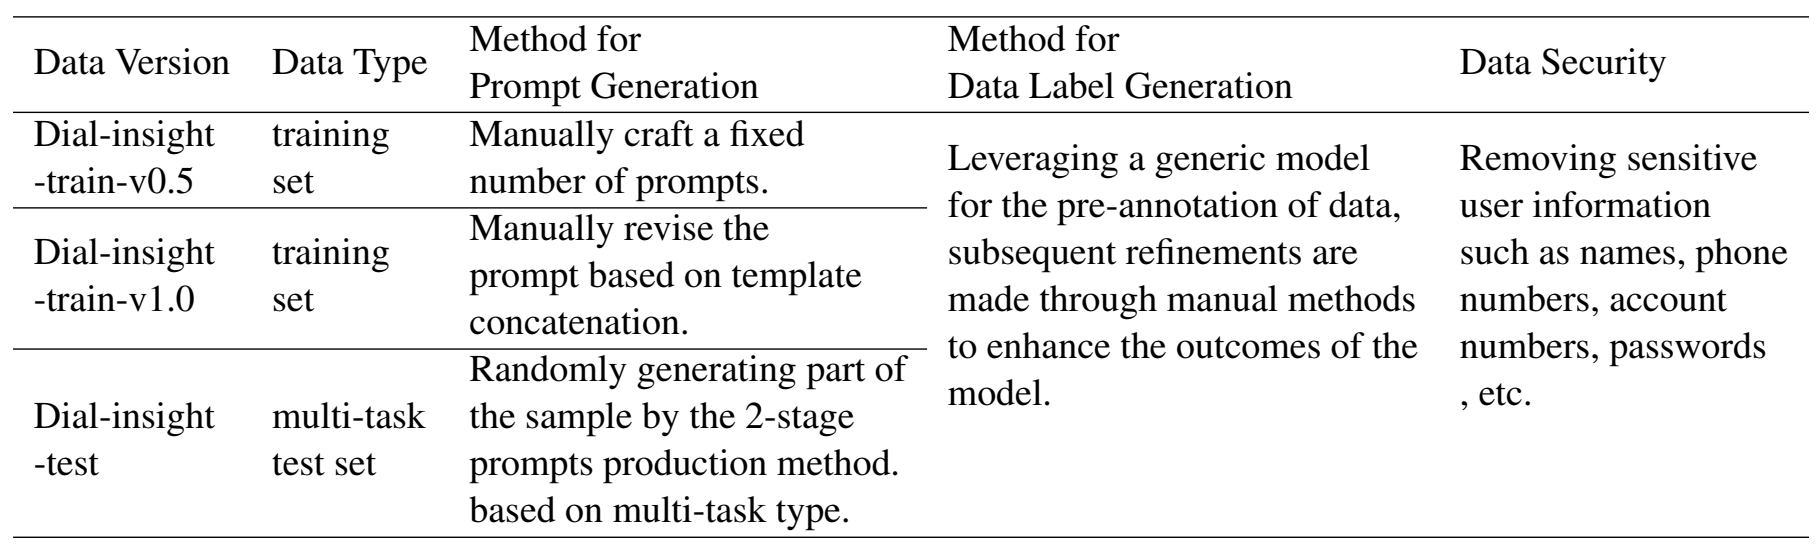 Data Version
Data Type
Method for
Prompt Generation
Method for
Data Label Generation
Data Security
Dial-insight
-train-v0.5
training
set
Manually craft a fixed
number of prompts.
Leveraging a generic model
for the pre-annotation of data,
subsequent refinements are
made through manual methods
to enhance the outcomes of the
model.
Removing sensitive
user information
such as names, phone
numbers, account
numbers, passwords
, etc.
Dial-insight
-train-v1.0
training
set
Manually revise the
prompt based on template
concatenation.
Dial-insight
-test
multi-task
test set
Randomly generating part of
the sample by the 2-stage
prompts production method.
based on multi-task type.